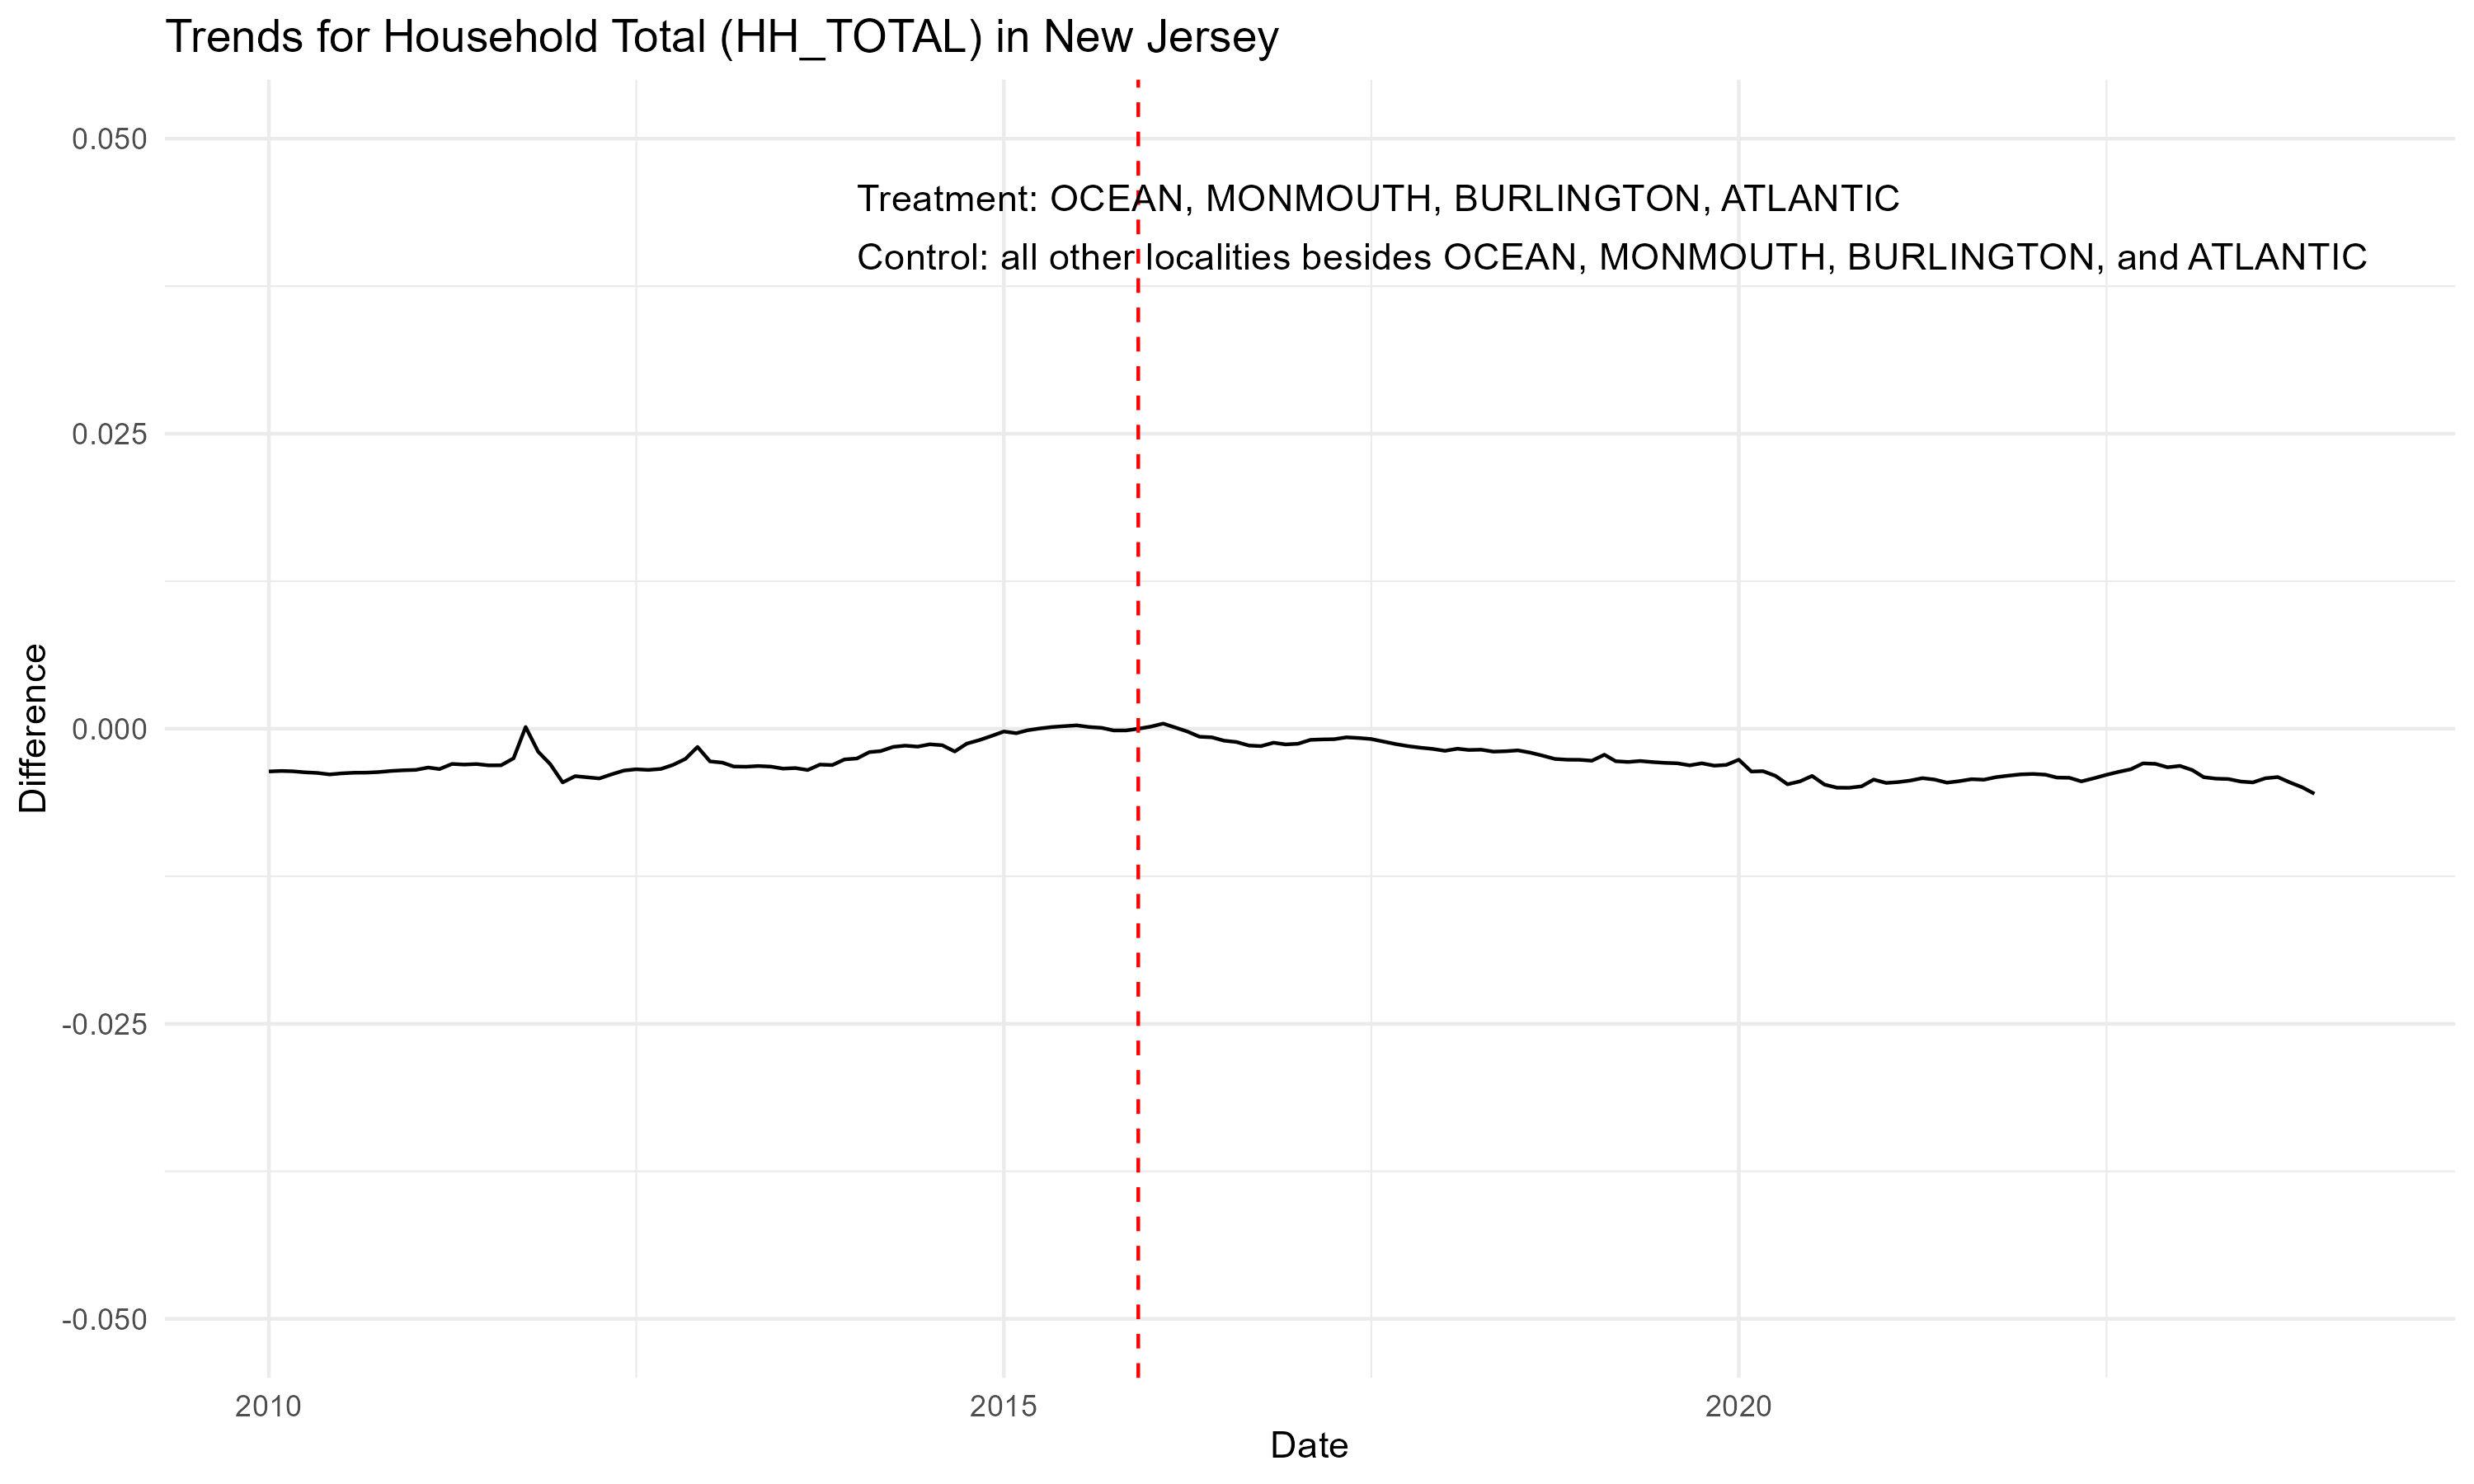 Trends for Household Total (HH_TOTAL) in New Jersey
0.050
Treatment: OCEAN, MONMOUTH, BURLINGTON, ATLANTIC
Control: all other localities besides OCEAN, MONMOUTH, BURLINGTON, and ATLANTIC
0.025
Difference
0.000
-0.025
-0.050
2010 2015 2020
Date